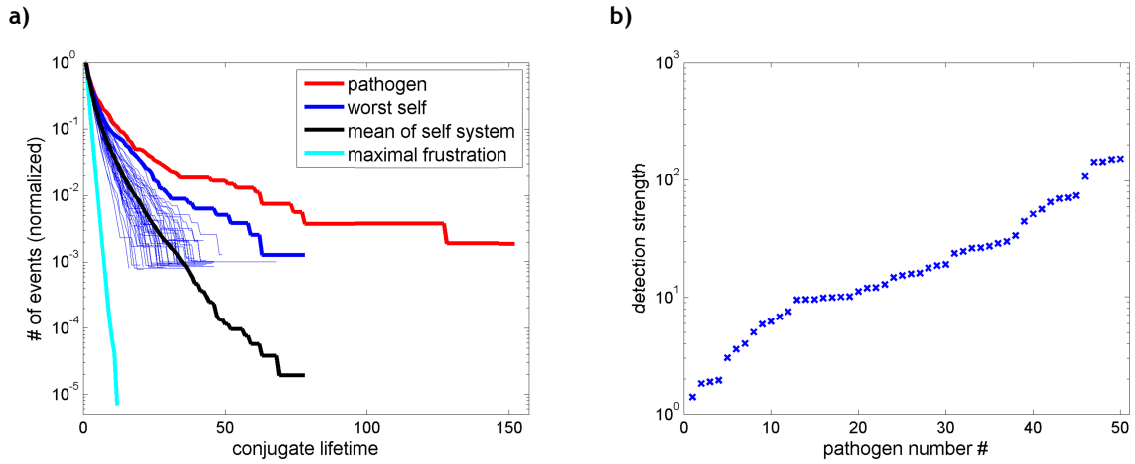 a)
10^0
10^-1
10^-2
10^-3
10^-4
10^-5
# of events (normalized)
0
50
100
150
conjugate lifetime
pathogen
worst self
mean of self system
maximal frustration
b)
10^3
10^2
10^1
10^0
detection strength
0
10
20
30
40
50
pathogen number #